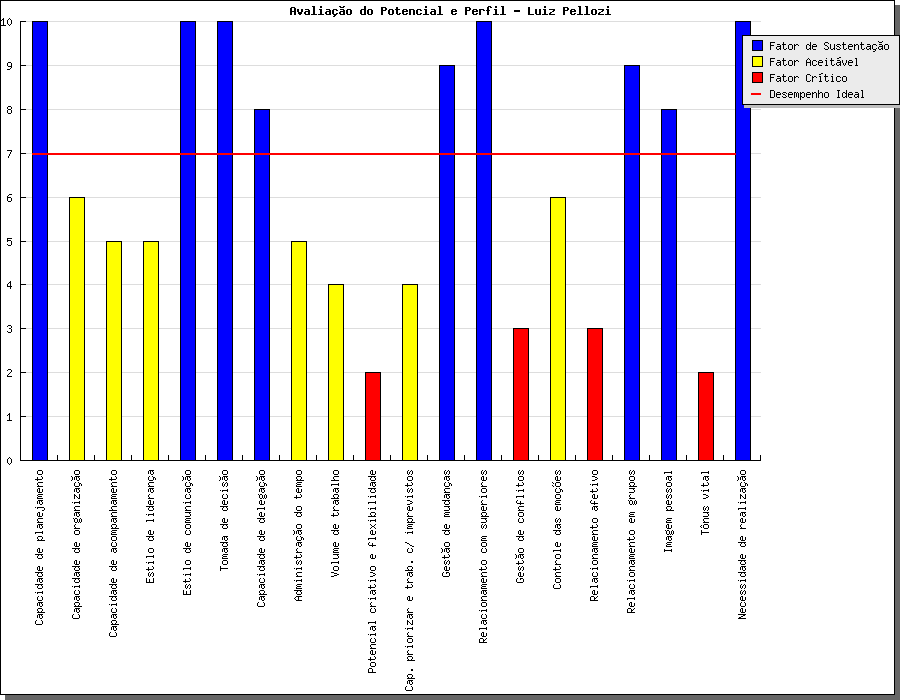 Avaliação do Potencial e Perfil - Luiz Pellozi
Fator de Sustentação
Fator Aceitável
Fator Crítico
Desempenho Ideal
10
9
8
7
6
5
4
3
2
1
0
Capacidade de planejamento
Capacidade de organização
Capacidade de acompanhamento
Estilo de liderança
Estilo de comunicação
Tomada de decisão
Capacidade de delegação
Administração do tempo
Volume de trabalho
Potencial criativo e flexibilidade
Cap. priorizar e trab. c/ imprevistos
Gestão de mudanças
Relacionamento com superiores
Gestão de conflitos
Controle das emoções
Relacionamento afetivo
Relacionamento em grupos
Imagem pessoal
Tônus vital
Necessidade de realização